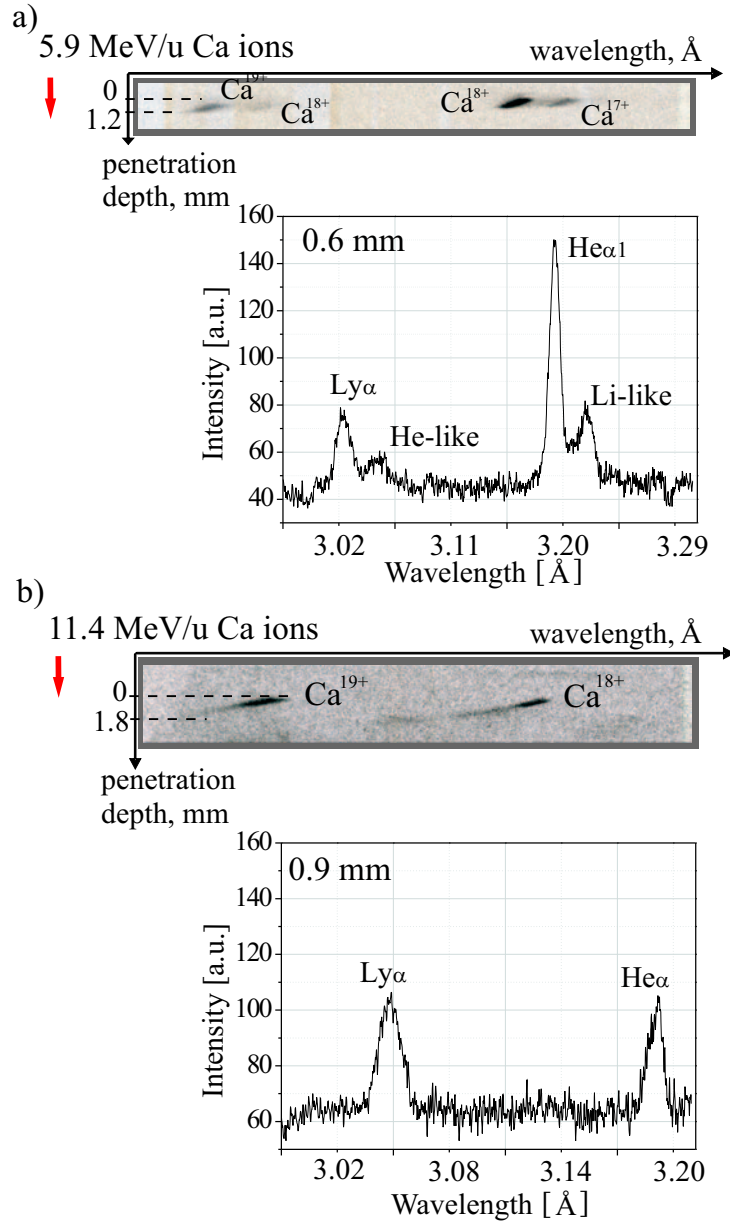 a)
5.9 MeV/u Ca ions
wavelength, Å
0
1.2
Ca19+
Ca18+
Ca18+
Ca17+
penetration
depth, mm
0.6 mm
160
140
120
100
80
60
40
Intensity [a.u.]
Lyα
He-like
Heα1
Li-like
3.02 3.11 3.20 3.29
Wavelength [Å]
b)
11.4 MeV/u Ca ions
wavelength, Å
0
1.8
Ca19+
Ca18+
penetration
depth, mm
0.9 mm
160
140
120
100
80
60
Intensity [a.u.]
Lyα
Heα
3.02 3.08 3.14 3.20
Wavelength [Å]